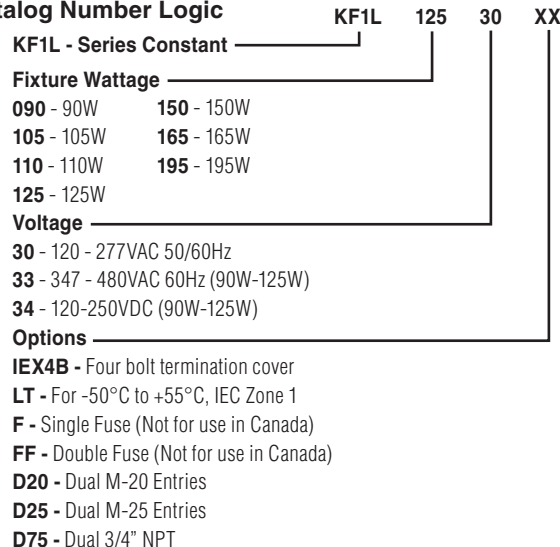 talog Number Logic
KF1L 125 30 XX
KF1L - Series Constant
Fixture Wattage
090 - 90W 150 - 150W
105 - 105W 165 - 165W
110 - 110W 195 - 195W
125 - 125W
Voltage
30 - 120 - 277VAC 50/60Hz
33 - 347 - 480VAC 60Hz (90W-125W)
34 - 120-250VDC (90W-125W)
Options
IEX4B - Four bolt termination cover
LT - For -50°C to +55°C, IEC Zone 1
F - Single Fuse (Not for use in Canada)
FF - Double Fuse (Not for use in Canada)
D20 - Dual M-20 Entries
D25 - Dual M-25 Entries
D75 - Dual 3/4” NPT